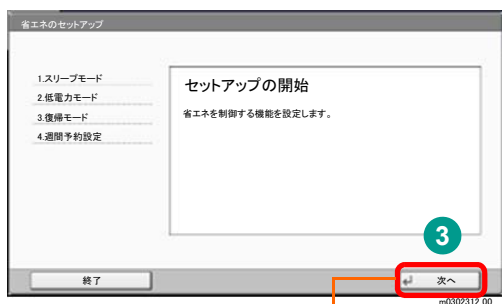 省エネのセットアップ
1.スリープモード
2.低電力モード
3.復帰モード
4.週間予約設定
セットアップの開始
省エネを制御する機能を設定します。
3
終了
次へ
m0302312_00